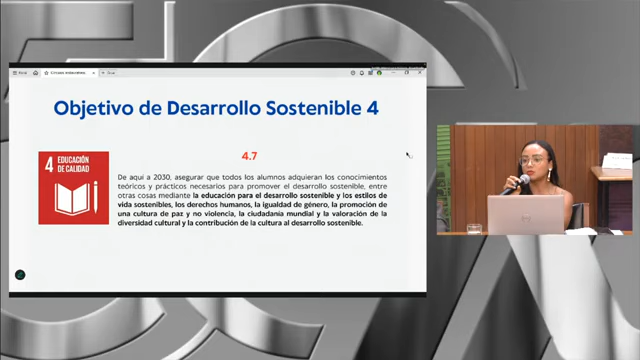 Objetivo de Desarrollo Sostenible 4
4 EDUCACIÓN
DE CALIDAD
4.7
De aquí a 2030, asegurar que todos los alumnos adquieran los conocimientos
teóricos y prácticos necesarios para promover el desarrollo sostenible, entre
otras cosas mediante la educación para el desarrollo sostenible y los estilos de
vida sostenibles, los derechos humanos, la igualdad de género, la promoción de
una cultura de paz y no violencia, la ciudadanía mundial y la valoración de la
diversidad cultural y la contribución de la cultura al desarrollo sostenible.